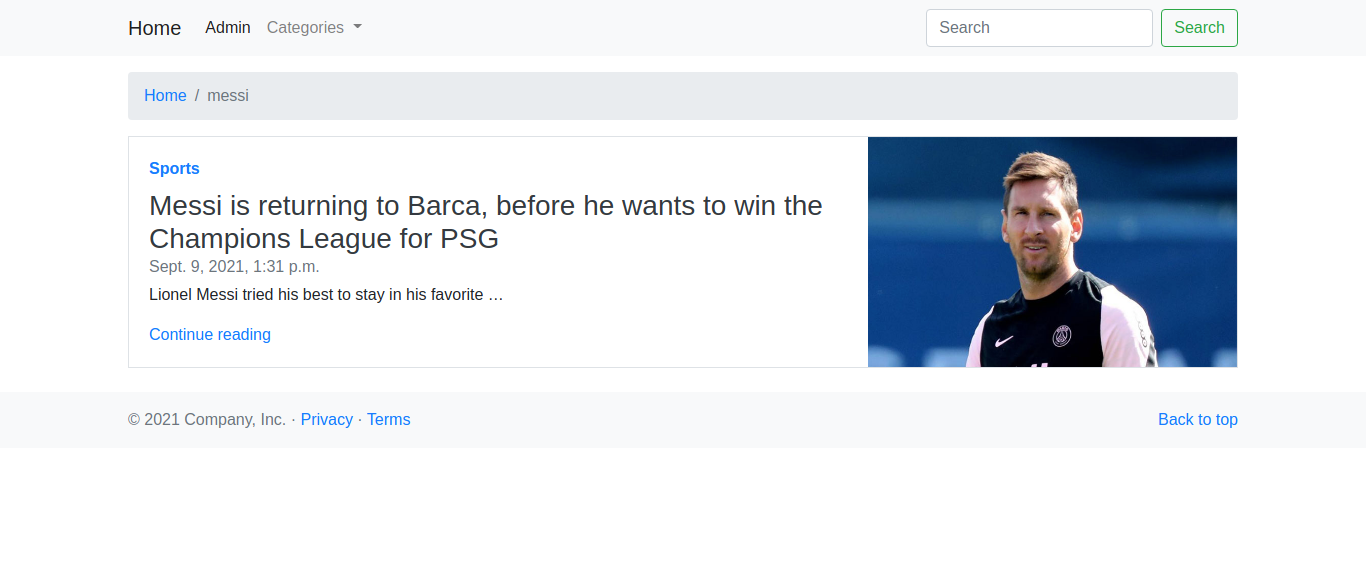 Home Admin Categories Search Search
Home / messi
Sports
Messi is returning to Barca, before he wants to win the
Champions League for PSG
Sept. 9, 2021, 1:31 p.m.
Lionel Messi tried his best to stay in his favorite …
Continue reading
© 2021 Company, Inc. · Privacy · Terms Back to top